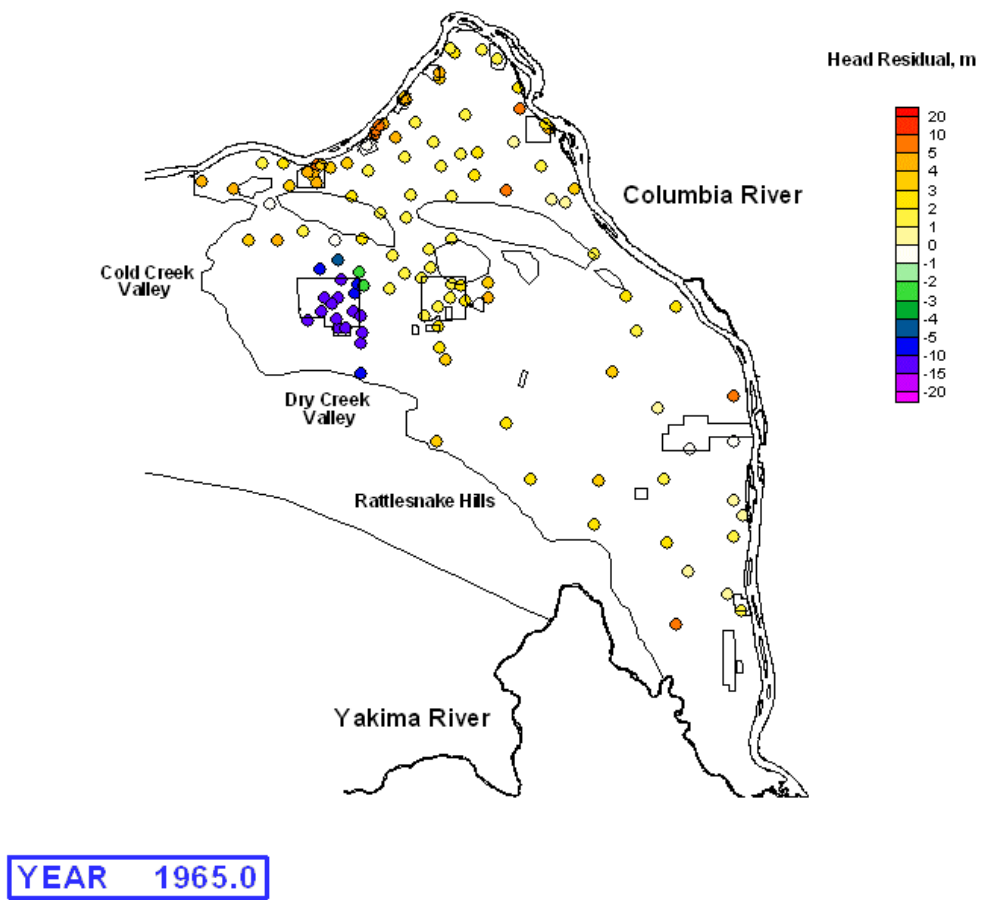 Head Residual, m
20
10
5
4
3
2
1
0
-1
-2
-3
-4
-5
-10
-15
-20
Columbia River
Cold Creek
Valley
Dry Creek
Valley
Rattlesnake Hills
Yakima River
YEAR 1965.0